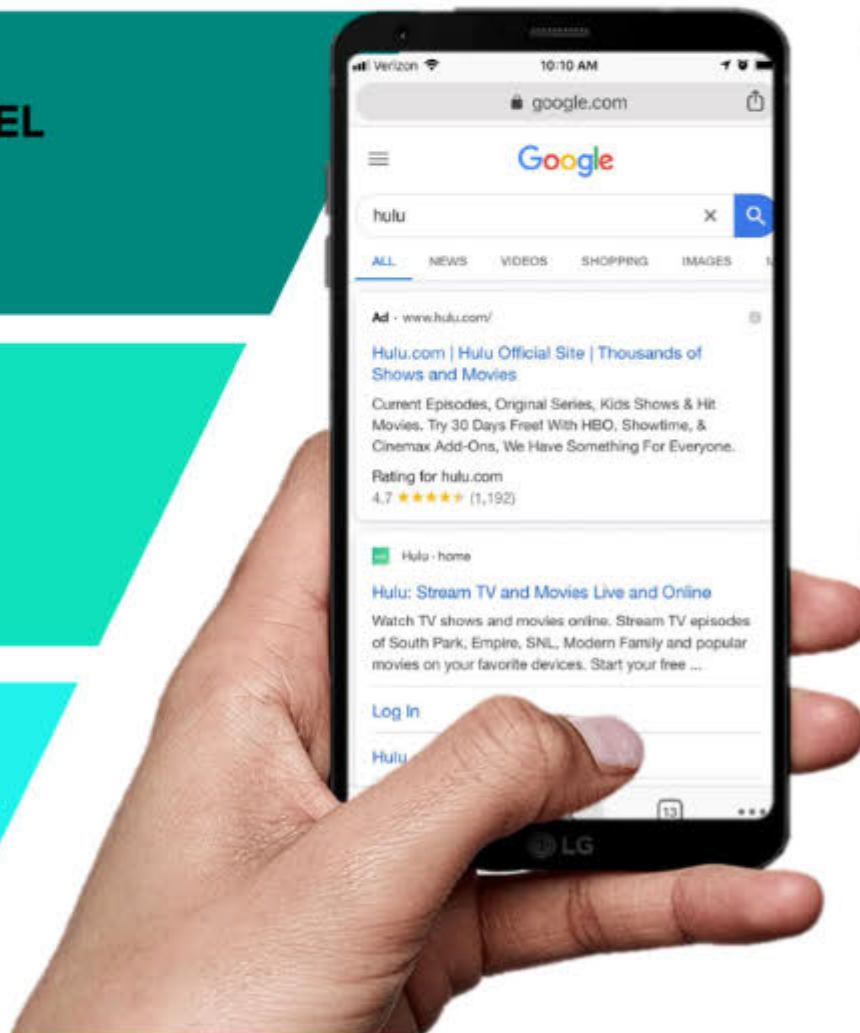 EL
Verizon 10:10 AM
google.com
Google
hulu
ALL NEWS VIDEOS SHOPPING IMAGES
Ad · www.hulu.com/
Hulu.com | Hulu Official Site | Thousands of
Shows and Movies
Current Episodes, Original Series, Kids Shows & Hit
Movies. Try 30 Days Free! With HBO, Showtime, &
Cinemax Add-Ons, We Have Something For Everyone.
Rating for hulu.com
4.7 ★★★★★ (1,192)
Hulu - home
Hulu: Stream TV and Movies Live and Online
Watch TV shows and movies online. Stream TV episodes
of South Park, Empire, SNL, Modern Family and popular
movies on your favorite devices. Start your free ...
Log In
Hulu
13
LG